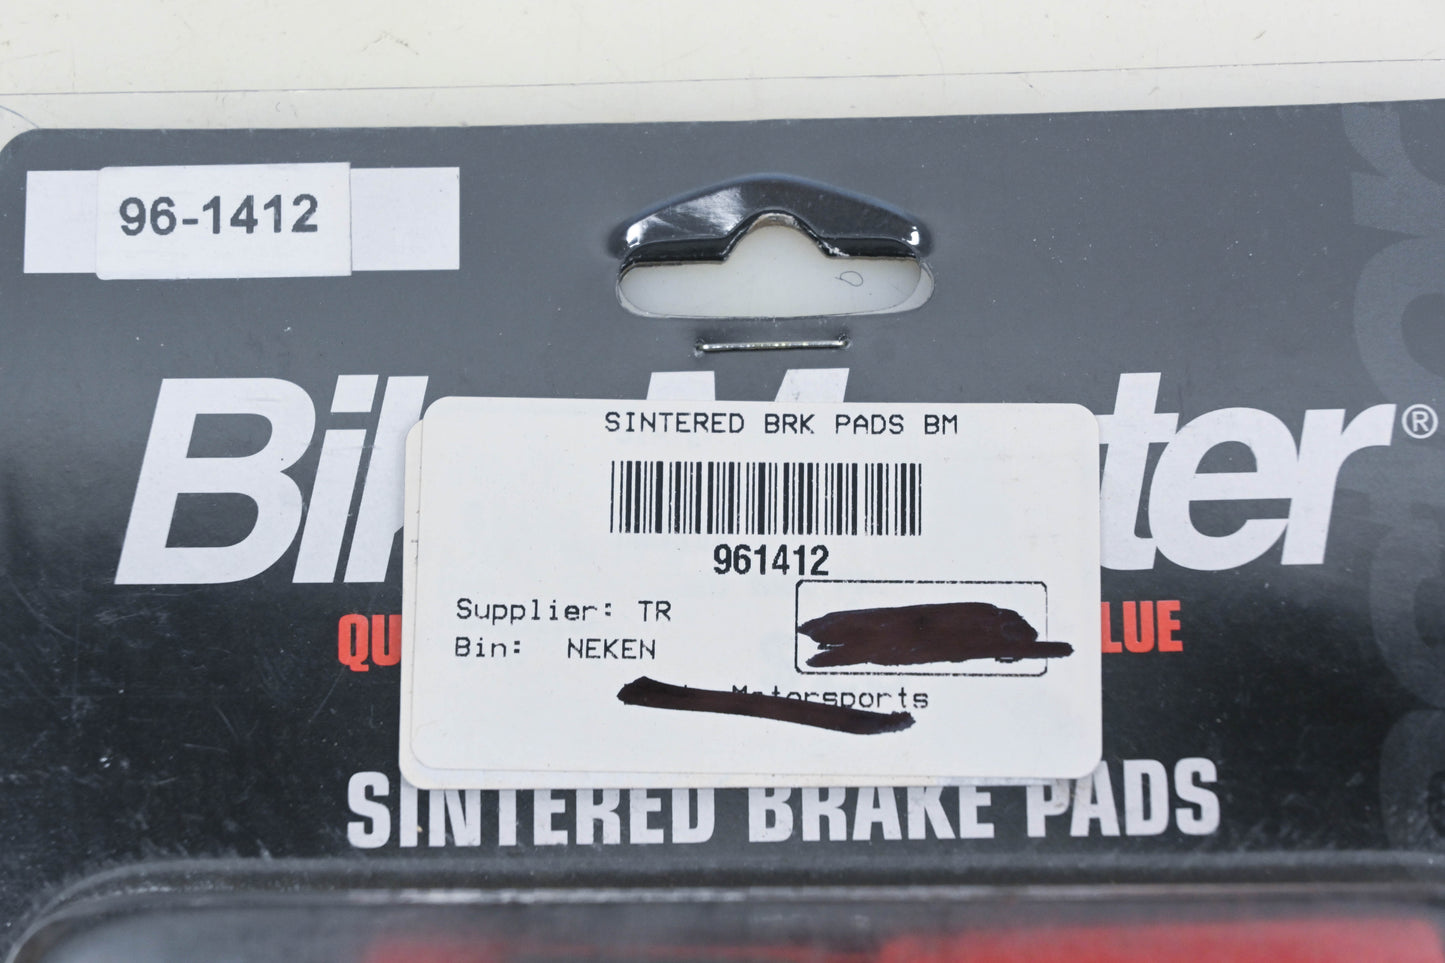 96-1412
SINTERED BRK PADS BM
961412
Supplier: TR
Bin: NEKEN
Motorsports
SINTERED BRAKE PADS